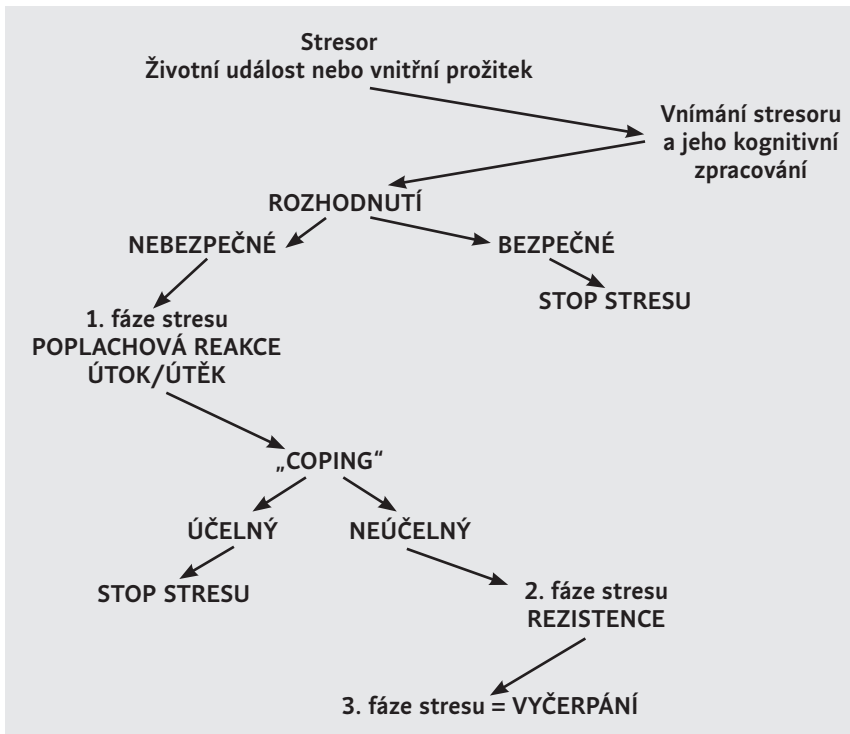 Stresor
Životní událost nebo vnitřní prožitek
Vnímání stresoru
a jeho kognitivní
zpracování
ROZHODNUTÍ
NEBEZPEČNÉ
BEZPEČNÉ
STOP STRESU
1. fáze stresu
POPLACHOVÁ REAKCE
ÚTOK/ÚTĚK
„COPING“
ÚČELNÝ
NEÚČELNÝ
STOP STRESU
2. fáze stresu
REZISTENCE
3. fáze stresu = VYČERPÁNÍ